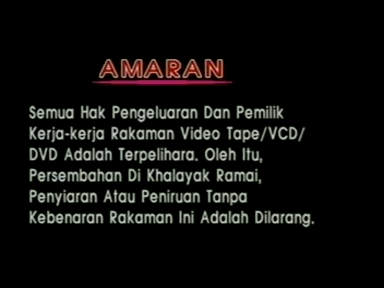 AMARAN
Semua Hak Pengeluaran Dan Pemilik
Kerja-kerja Rakaman Video Tape/VCD/
DVD Adalah Terpelihara. Oleh Itu,
Persembahan Di Khalayak Ramai,
Penyiaran Atau Peniruan Tanpa
Kebenaran Rakaman Ini Adalah Dilarang.